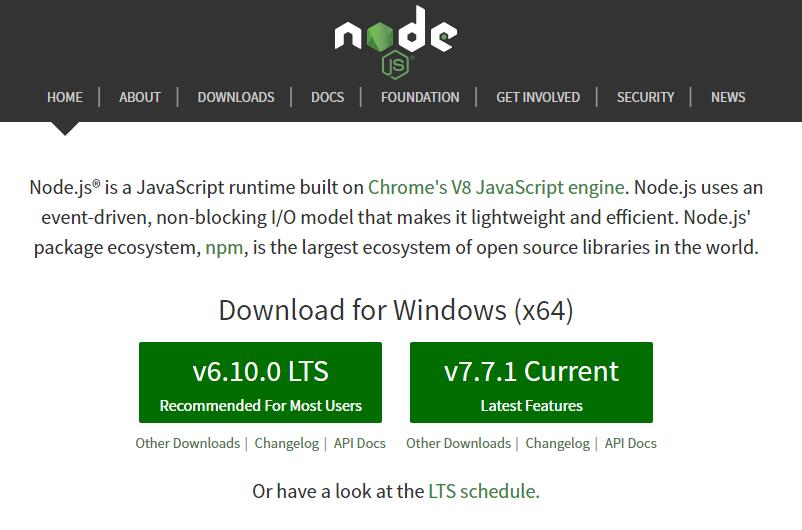 node
JS
HOME | ABOUT | DOWNLOADS | DOCS | FOUNDATION | GET INVOLVED | SECURITY | NEWS
Node.js® is a JavaScript runtime built on Chrome's V8 JavaScript engine. Node.js uses an
event-driven, non-blocking I/O model that makes it lightweight and efficient. Node.js'
package ecosystem, npm, is the largest ecosystem of open source libraries in the world.
Download for Windows (x64)
v6.10.0 LTS
Recommended For Most Users
v7.7.1 Current
Latest Features
Other Downloads | Changelog | API Docs
Other Downloads | Changelog | API Docs
Or have a look at the LTS schedule.